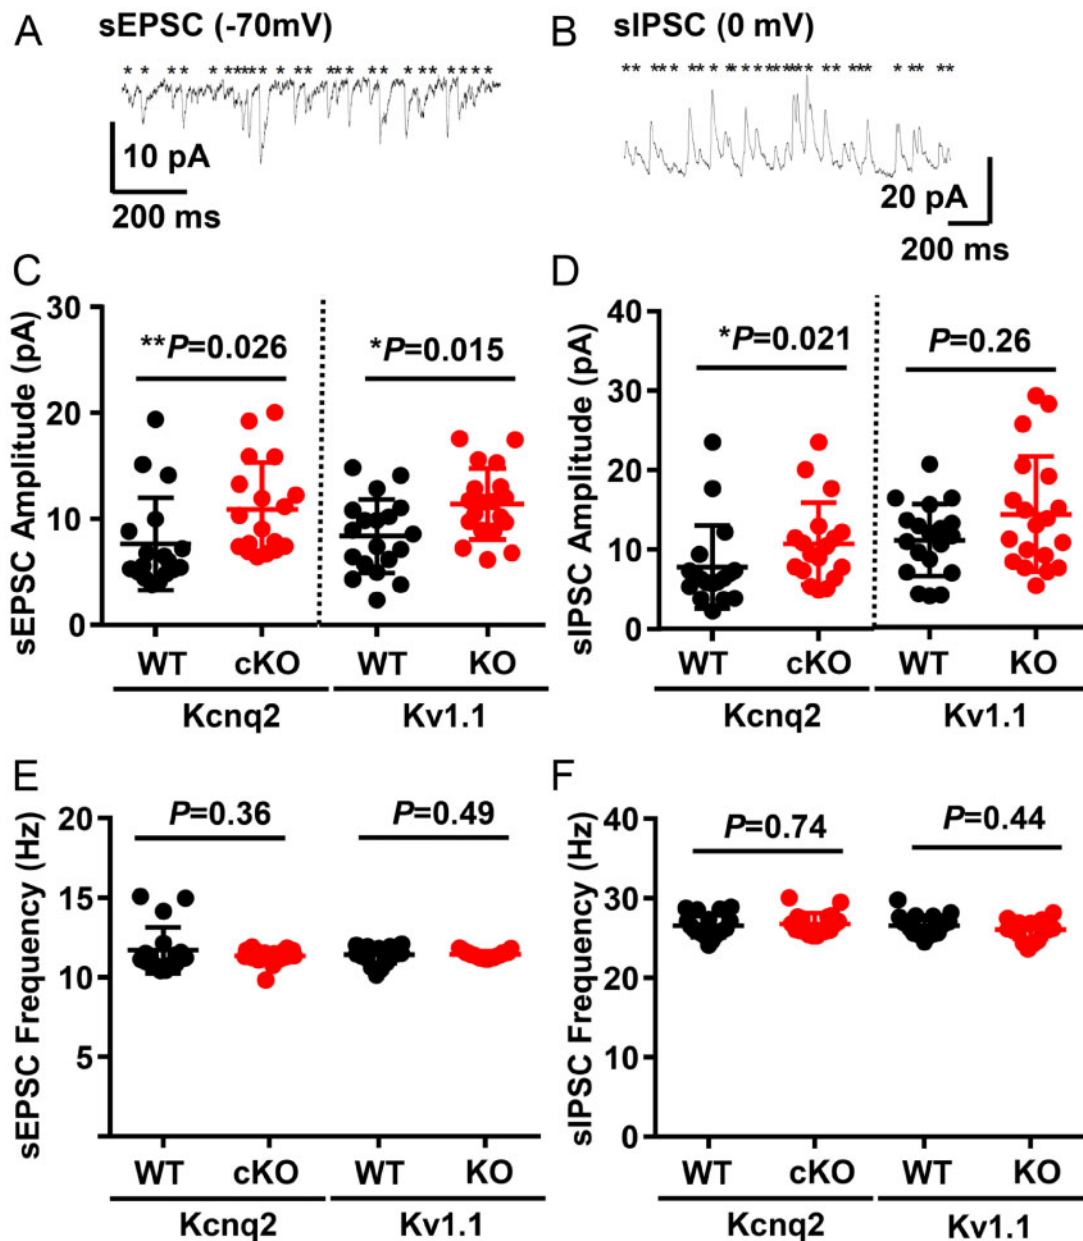 A sEPSC (-70mV)
* * * * * * * * * * * * * * * * * * * * * * * * * *
10 pA
200 ms
B sIPSC (0 mV)
** *** ** ** ** ** ** *** ** *** * ** **
20 pA
200 ms
C
sEPSC Amplitude (pA)
30
20
10
0
**P=0.026
*P=0.015
WT cKO WT KO
Kcnq2 Kv1.1
D
sIPSC Amplitude (pA)
40
30
20
10
0
*P=0.021
P=0.26
WT cKO WT KO
Kcnq2 Kv1.1
E
sEPSC Frequency (Hz)
20
15
10
5
P=0.36
P=0.49
WT cKO WT KO
Kcnq2 Kv1.1
F
sIPSC Frequency (Hz)
40
30
20
10
0
P=0.74
P=0.44
WT cKO WT KO
Kcnq2 Kv1.1